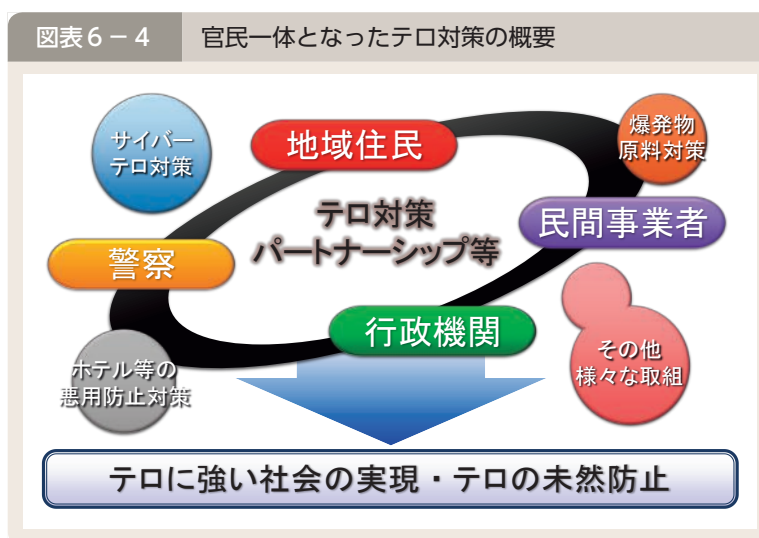 図表6－4 官民一体となったテロ対策の概要
サイバー
テロ対策
地域住民
爆発物
原料対策
テロ対策
パートナーシップ等
民間事業者
警察
行政機関
ホテル等の
悪用防止対策
その他
様々な取組
テロに強い社会の実現・テロの未然防止